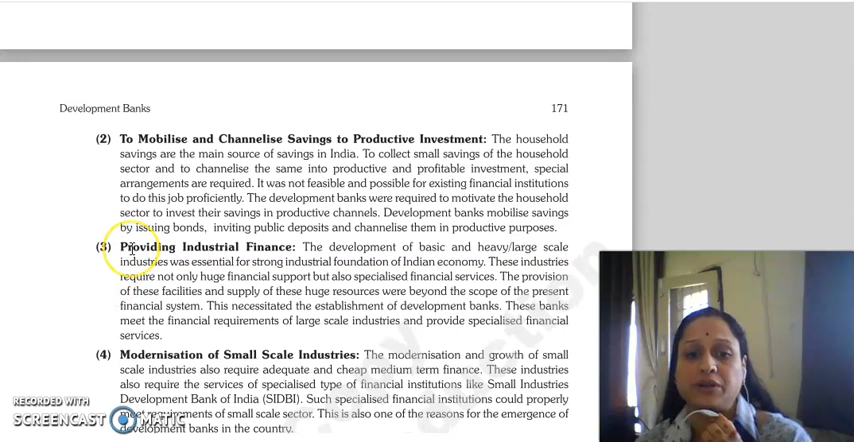 Development Banks 171
(2) To Mobilise and Channelise Savings to Productive Investment: The household
savings are the main source of savings in India. To collect small savings of the household
sector and to channelise the same into productive and profitable investment, special
arrangements are required. It was not feasible and possible for existing financial institutions
to do this job proficiently. The development banks were required to motivate the household
sector to invest their savings in productive channels. Development banks mobilise savings
by issuing bonds, inviting public deposits and channelise them in productive purposes.
(3) Providing Industrial Finance: The development of basic and heavy/large scale
industries was essential for strong industrial foundation of Indian economy. These industries
require not only huge financial support but also specialised financial services. The provision
of these facilities and supply of these huge resources were beyond the scope of the present
financial system. This necessitated the establishment of development banks. These banks
meet the financial requirements of large scale industries and provide specialised financial
services.
(4) Modernisation of Small Scale Industries: The modernisation and growth of small
scale industries also require adequate and cheap medium term finance. These industries
also require the services of specialised type of financial institutions like Small Industries
Development Bank of India (SIDBI). Such specialised financial institutions could properly
meet requirements of small scale sector. This is also one of the reasons for the emergence of
development banks in the country.
RECORDED WITH
SCREENCAST MATIC